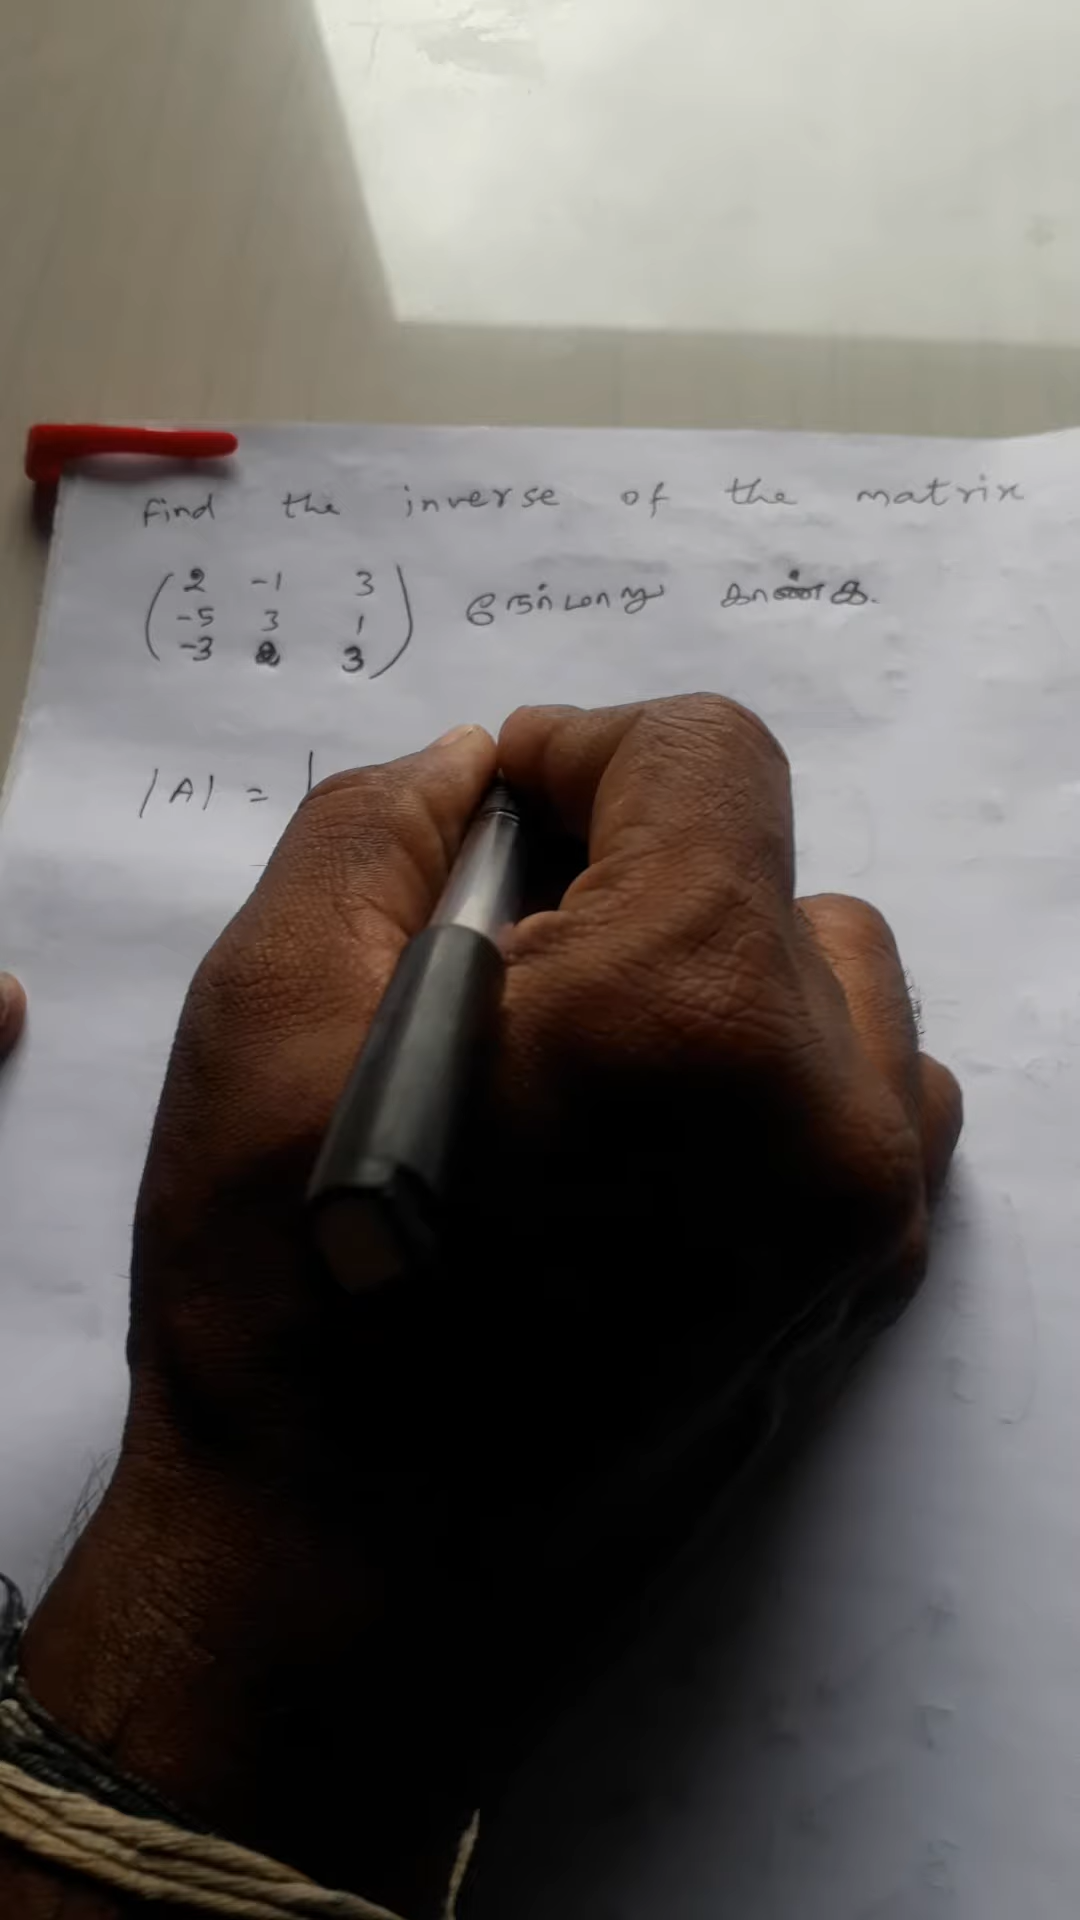 Find the inverse of the matrix
2 -1 3 நேர்மாறு காண்க.
-5 3 1
-3 2 3
|A| = |